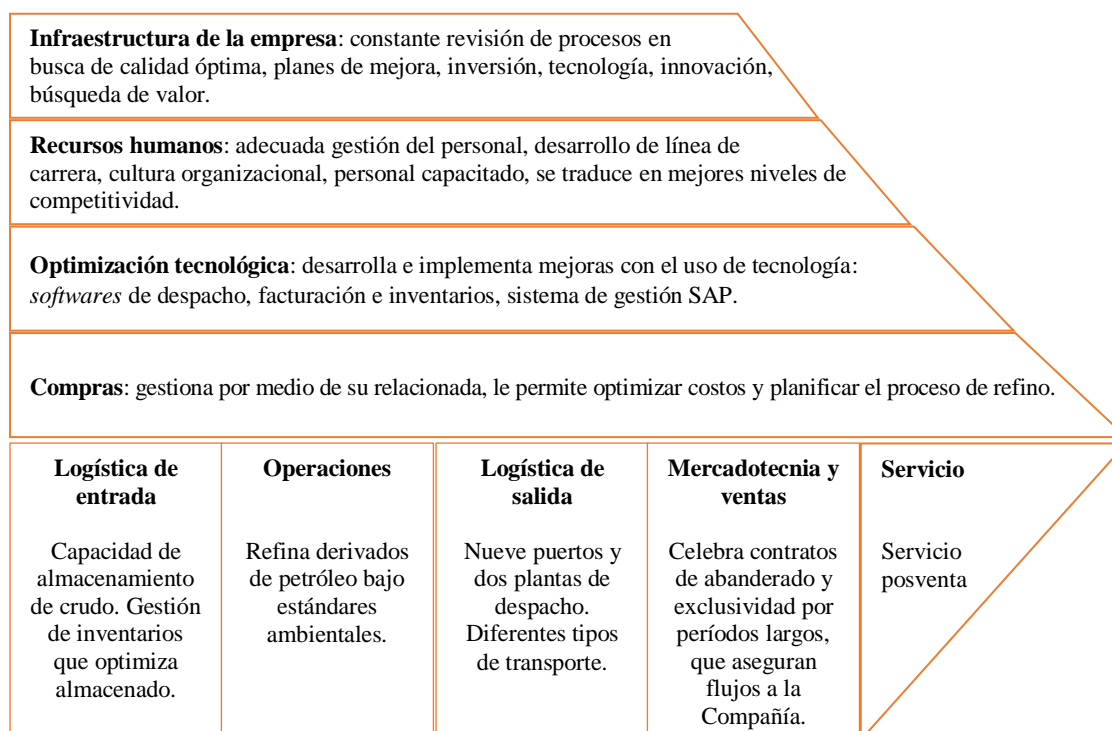 Infraestructura de la empresa: constante revisión de procesos en
busca de calidad óptima, planes de mejora, inversión, tecnología, innovación,
búsqueda de valor.
Recursos humanos: adecuada gestión del personal, desarrollo de línea de
carrera, cultura organizacional, personal capacitado, se traduce en mejores niveles de
competitividad.
Optimización tecnológica: desarrolla e implementa mejoras con el uso de tecnología:
softwares de despacho, facturación e inventarios, sistema de gestión SAP.
Compras: gestiona por medio de su relacionada, le permite optimizar costos y planificar el proceso de refino.
Logística de
entrada
Capacidad de
almacenamiento
de crudo. Gestión
de inventarios
que optimiza
almacenado.
Operaciones
Refina derivados
de petróleo bajo
estándares
ambientales.
Logística de
salida
Nueve puertos y
dos plantas de
despacho.
Diferentes tipos
de transporte.
Mercadotecnia y
ventas
Celebra contratos
de abanderado y
exclusividad por
períodos largos,
que aseguran
flujos a la
Compañía.
Servicio
Servicio
posventa